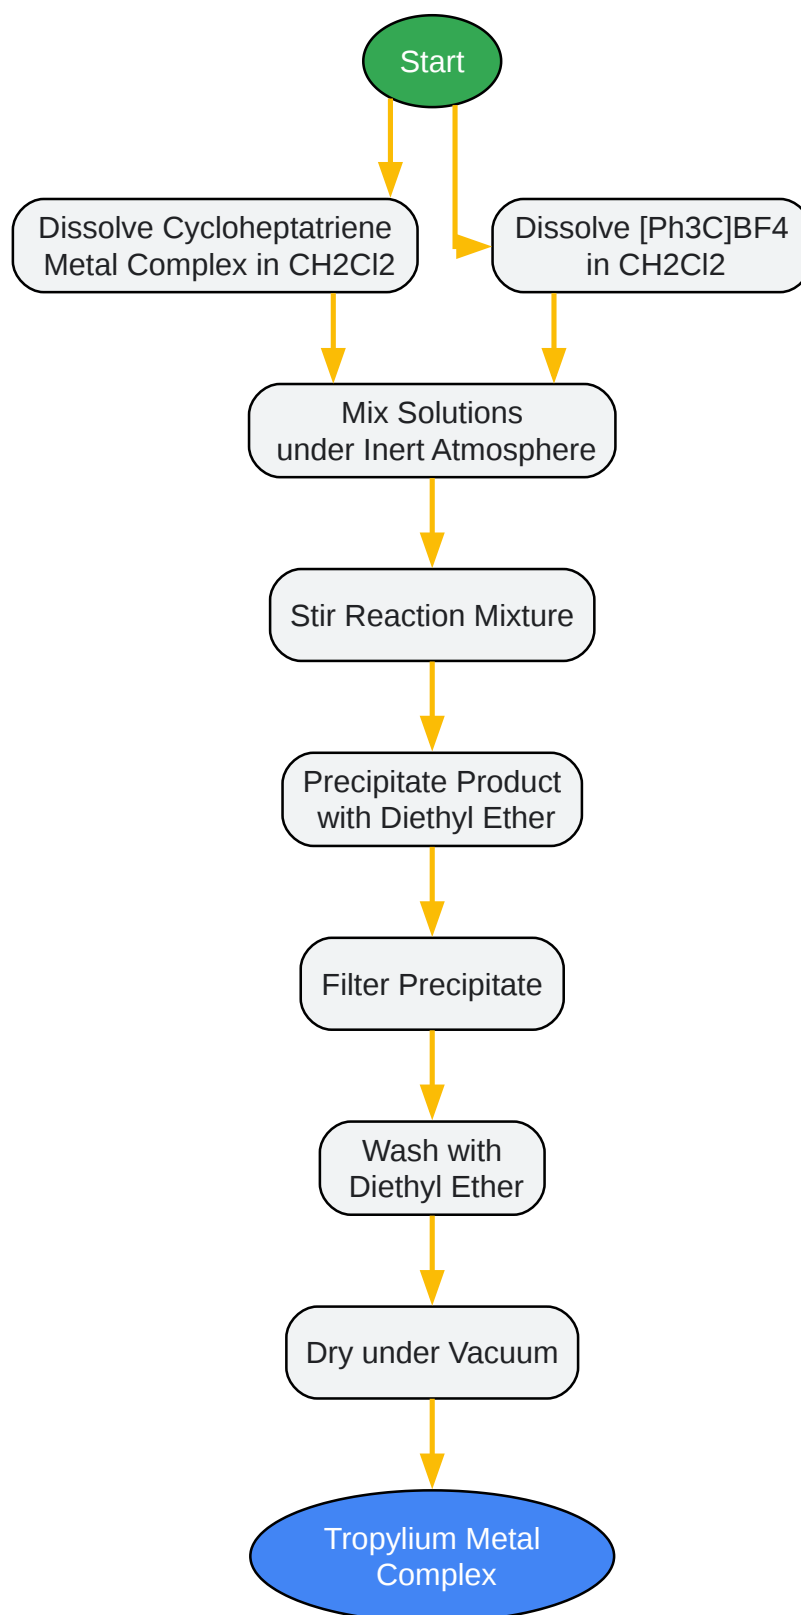 Start
Dissolve Cycloheptatriene
Metal Complex in CH2Cl2
Dissolve [Ph3C]BF4
in CH2Cl2
Mix Solutions
under Inert Atmosphere
Stir Reaction Mixture
Precipitate Product
with Diethyl Ether
Filter Precipitate
Wash with
Diethyl Ether
Dry under Vacuum
Tropylium Metal
Complex